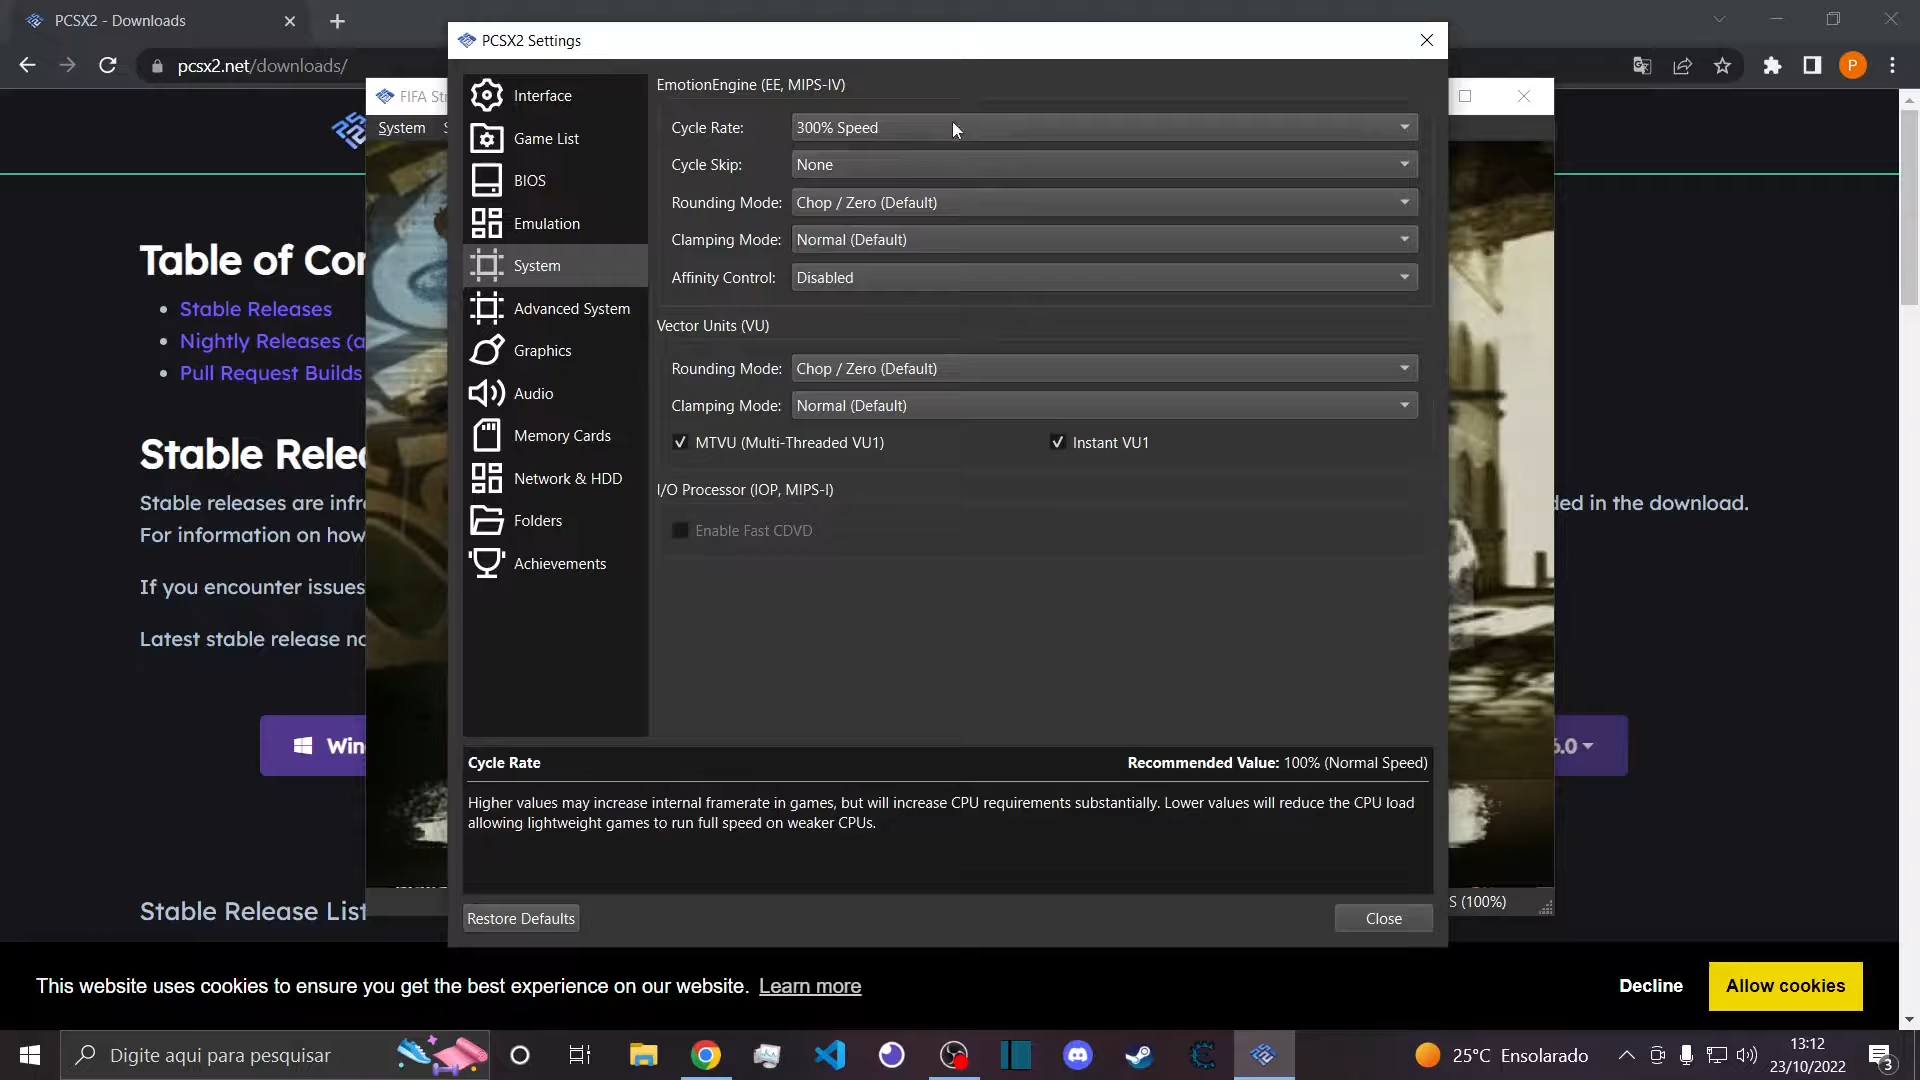 PCSX2 - Downloads
pcsx2.net/downloads/
P
Table of Con
Stable Releases
Nightly Releases (a
Pull Request Builds
Stable Relea
Stable releases are infre
ded in the download.
For information on how
If you encounter issues
Latest stable release no
Win
6.0
Stable Release List
FIFA Str
System
S (100%)
PCSX2 Settings
Interface
Game List
BIOS
Emulation
System
Advanced System
Graphics
Audio
Memory Cards
Network & HDD
Folders
Achievements
EmotionEngine (EE, MIPS-IV)
Cycle Rate: 300% Speed
Cycle Skip: None
Rounding Mode: Chop / Zero (Default)
Clamping Mode: Normal (Default)
Affinity Control: Disabled
Vector Units (VU)
Rounding Mode: Chop / Zero (Default)
Clamping Mode: Normal (Default)
MTVU (Multi-Threaded VU1) Instant VU1
I/O Processor (IOP, MIPS-I)
Enable Fast CDVD
Cycle Rate Recommended Value: 100% (Normal Speed)
Higher values may increase internal framerate in games, but will increase CPU requirements substantially. Lower values will reduce the CPU load
allowing lightweight games to run full speed on weaker CPUs.
Restore Defaults Close
This website uses cookies to ensure you get the best experience on our website. Learn more Decline Allow cookies
Digite aqui para pesquisar
25°C Ensolarado
13:12
23/10/2022
3